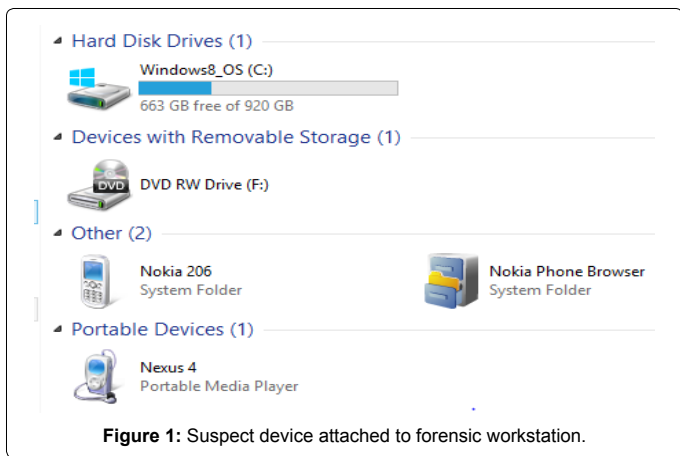 Hard Disk Drives (1)
Windows8_OS (C:)
663 GB free of 920 GB
Devices with Removable Storage (1)
DVD
DVD RW Drive (F:)
Other (2)
Nokia 206
System Folder
Nokia Phone Browser
System Folder
Portable Devices (1)
Nexus 4
Portable Media Player
Figure 1: Suspect device attached to forensic workstation.